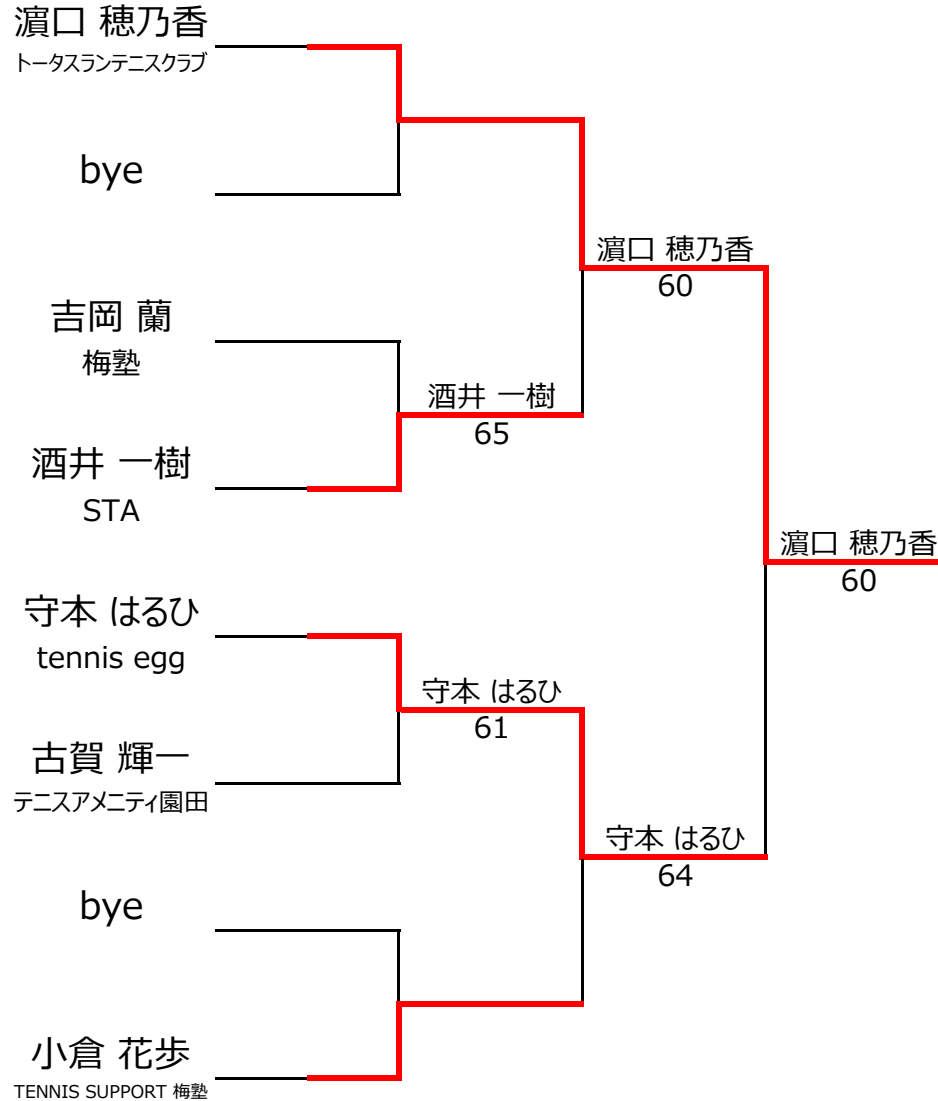 濵口 穂乃香
トータスランテニスクラブ
bye
吉岡 蘭
梅塾
酒井 一樹
STA
守本 はるひ
tennis egg
古賀 輝一
テニスアメニティ園田
bye
小倉 花歩
TENNIS SUPPORT 梅塾
酒井 一樹
65
守本 はるひ
61
濵口 穂乃香
60
守本 はるひ
64
濵口 穂乃香
60